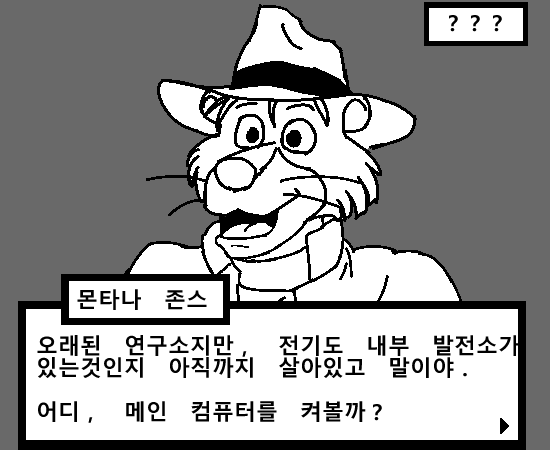 ???
몬타나 존스
오래된 연구소지만, 전기도 내부 발전소가
있는것인지 아직까지 살아있고 말이야.
어디, 메인 컴퓨터를 켜볼까?